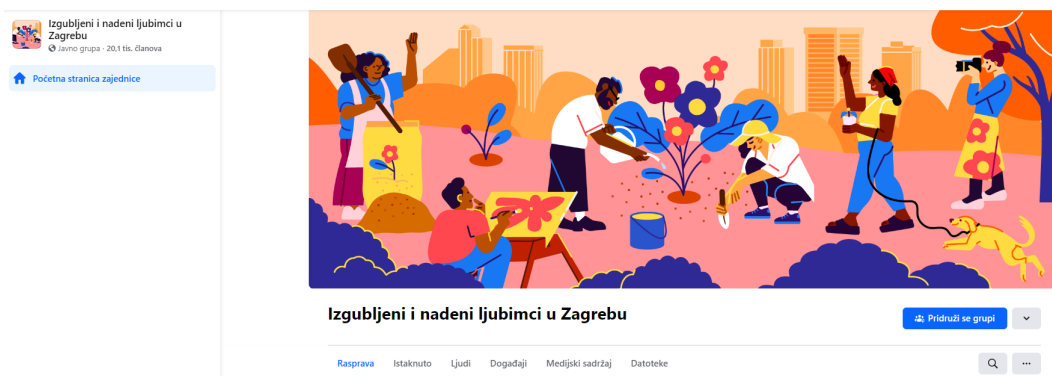 Izgubljeni i nadeni ljubimci u
Zagrebu
Javno grupa · 20,1 tis. članova
Početna stranica zajednice
Izgubljeni i nadeni ljubimci u Zagrebu
Pridruži se grupi
Rasprava Istaknuto Ljudi Događaji Medijski sadržaj Datoteke